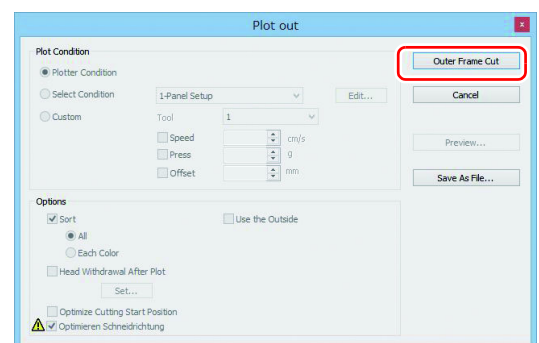 Plot out
x
Plot Condition
Plotter Condition
Select Condition 1-Panel Setup Edit...
Custom Tool 1
Speed cm/s
Press g
Offset mm
Outer Frame Cut
Cancel
Preview...
Save As File...
Options
Sort Use the Outside
All
Each Color
Head Withdrawal After Plot
Set...
Optimize Cutting Start Position
Optimieren Schneidrichtung